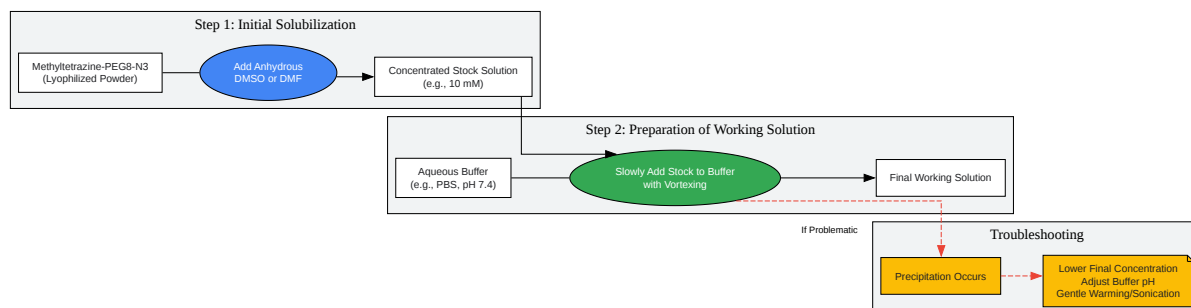 Step 1: Initial Solubilization
Methyltetrazine-PEG8-N3
(Lyophilized Powder)
Add Anhydrous
DMSO or DMF
Concentrated Stock Solution
(e.g., 10 mM)
Step 2: Preparation of Working Solution
Aqueous Buffer
(e.g., PBS, pH 7.4)
Slowly Add Stock to Buffer
with Vortexing
Final Working Solution
If Problematic
Troubleshooting
Precipitation Occurs
Lower Final Concentration
Adjust Buffer pH
Gentle Warming/Sonication